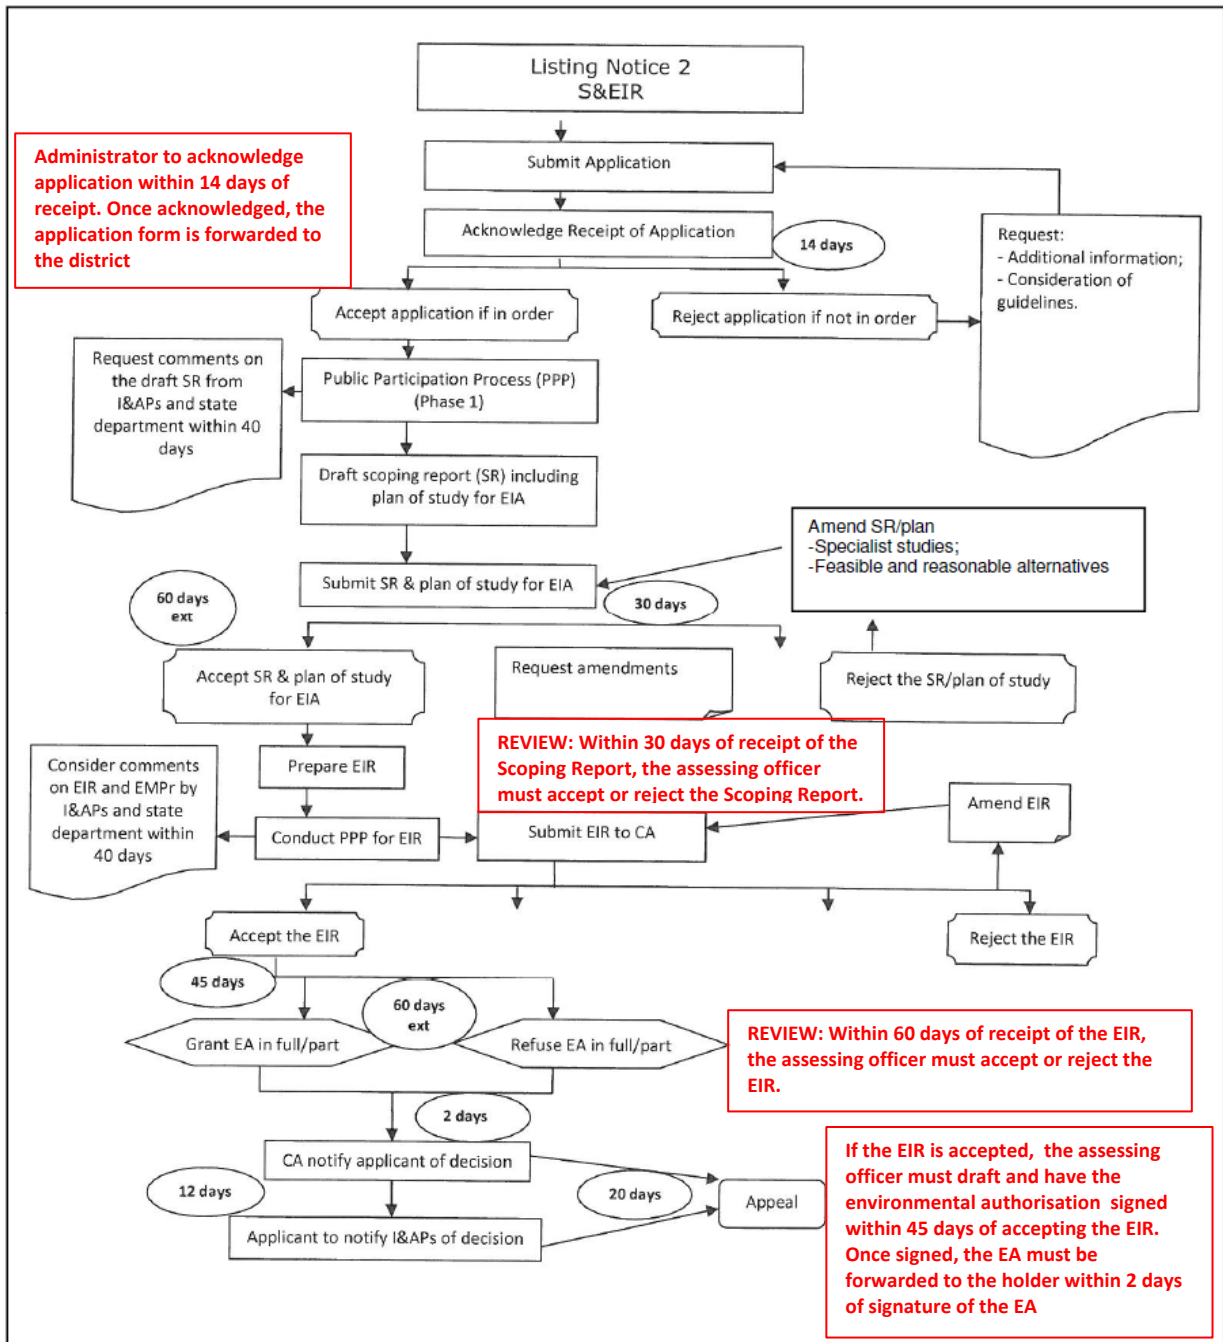 Listing Notice 2
S&EIR
Administrator to acknowledge
application within 14 days of
receipt. Once acknowledged, the
application form is forwarded to
the district
Submit Application
Acknowledge Receipt of Application
14 days
Request:
- Additional information;
- Consideration of
guidelines.
Accept application if in order
Reject application if not in order
Request comments on
the draft SR from
I&APs and state
department within 40
days
Public Participation Process (PPP)
(Phase 1)
Draft scoping report (SR) including
plan of study for EIA
Amend SR/plan
-Specialist studies;
-Feasible and reasonable alternatives
Submit SR & plan of study for EIA
60 days
ext
30 days
Accept SR & plan of study
for EIA
Request amendments
Reject the SR/plan of study
REVIEW: Within 30 days of receipt of the
Scoping Report, the assessing officer
must accept or reject the Scoping Report.
Consider comments
on EIR and EMPr by
I&APs and state
department within
40 days
Prepare EIR
Conduct PPP for EIR
Submit EIR to CA
Amend EIR
Accept the EIR
Reject the EIR
45 days
60 days
ext
Grant EA in full/part
Refuse EA in full/part
REVIEW: Within 60 days of receipt of the EIR,
the assessing officer must accept or reject the
EIR.
2 days
CA notify applicant of decision
12 days
20 days
Appeal
Applicant to notify I&APs of decision
If the EIR is accepted, the assessing
officer must draft and have the
environmental authorisation signed
within 45 days of accepting the EIR.
Once signed, the EA must be
forwarded to the holder within 2 days
of signature of the EA